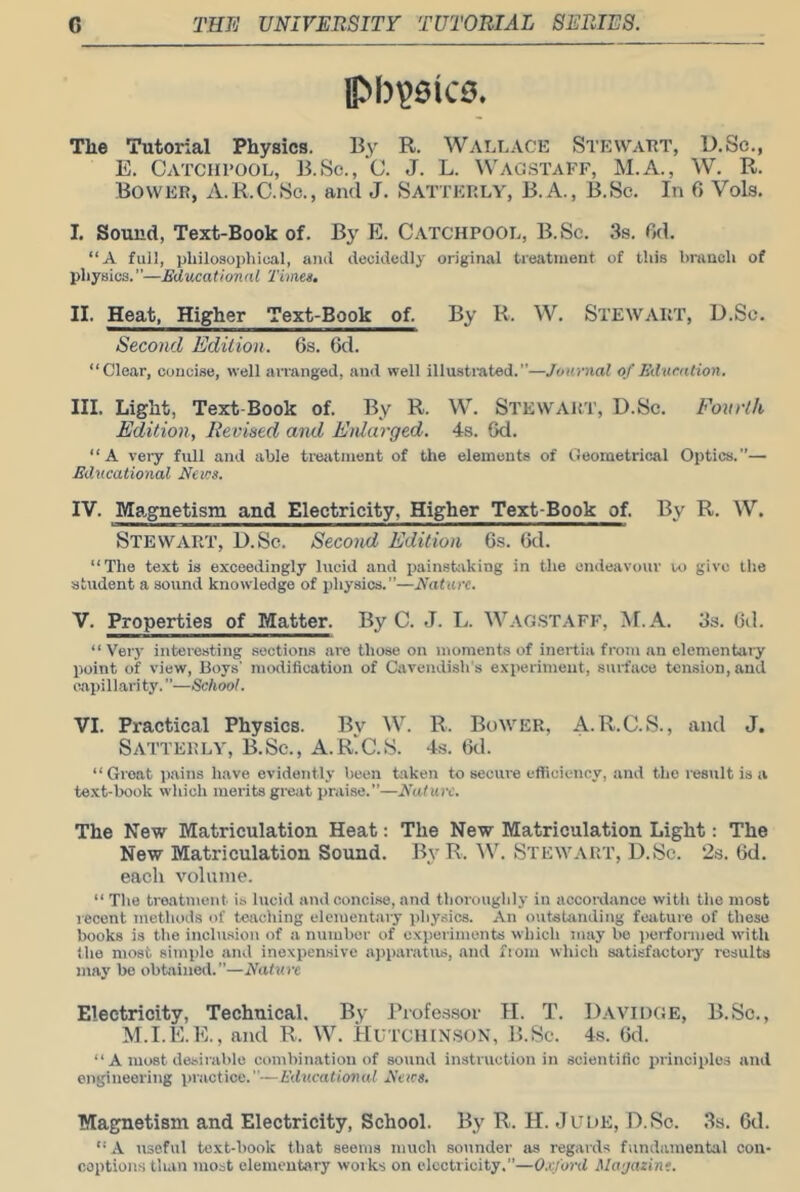 6 THE UNIVERSITY TUTORIAL SERIES.
Physics.
The Tutorial Physics. By R. WALLACE STEWART, D.Sc.,
E. CATCHPOOL, B.Sc., C. J. L. WAGSTAFF, M.A., W. R.
BOWER, A.R.C.Sc., and J. SATTERLY, B.A., B.Sc. In 6 Vols.
I. Sound, Text-Book of. By E. CATCHPOOL, B.Sc. 3s. 6d.
“A full, philosophical, and decidedly original treatment of this branch of
physics.”—Educational Times.
II. Heat, Higher Text-Book of. By R. W. STEWART, D.Sc.
Second Edition. 6s. 6d.
“Clear, concise, well arranged, and well illustrated.”—Journal of Education.
III. Light, Text-Book of. By R. W. STEWART, D.Sc. Fourth
Edition, Revised and Enlarged. 4s. 6d.
“A very full and able treatment of the elements of Geometrical Optics.”—
Educational News.
IV. Magnetism and Electricity, Higher Text-Book of. By R. W.
STEWART, D.Sc. Second Edition 6s. 6d.
“The text is exceedingly lucid and painstaking in the endeavour to give the
student a sound knowledge of physics.”—Nature.
V. Properties of Matter. By C. J. L. WAGSTAFF, M.A. 3s. 6d.
“Very interesting sections are those on moments of inertia from an elementary
point of view, Boys' modification of Cavendish's experiment, surface tension, and
capillarity.”—School.
VI. Practical Physics. By W. R. BOWER, A.R.C.S., and J.
SATTERLY, B.Sc., A.R.C.S. 4s. 6d.
“Great pains have evidently been taken to secure efficiency, and the result is a
text-book which merits great praise.”—Nature.
The New Matriculation Heat: The New Matriculation Light: The
New Matriculation Sound. By R. W. STEWART, D.Sc. 2s. 6d.
each volume.
“The treatment is lucid and concise, and thoroughly in accordance with the most
recent methods of teaching elementary physics. An outstanding feature of these
books is the inclusion of a number of experiments which may be performed with
the most simple and inexpensive apparatus, and from which satisfactory results
may be obtained.”—Nature
Electricity, Technical. By Professor H. T. DAVIDGE, B.Sc.,
M.I.E.E., and R. W. HUTCHINSON, B.Sc. 4s. 6d.
“A most desirable combination of sound instruction in scientific principles and
engineering practice.”—Educational News.
Magnetism and Electricity, School. By R. H. JUDE, D.Sc. 3s. 6d.
“A useful text-book that seems much sounder as regards fundamental con-
ceptions than most elementary works on electricity.”—Oxford Magazine.